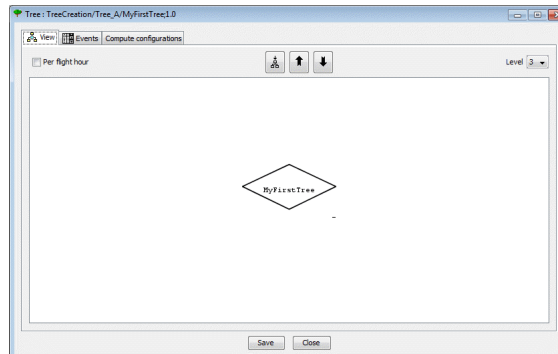 Tree : TreeCreation/Tree_A/MyFirstTree;1.0
View Events Compute configurations
Per flight hour Level 3
MyFirstTree
Save Close